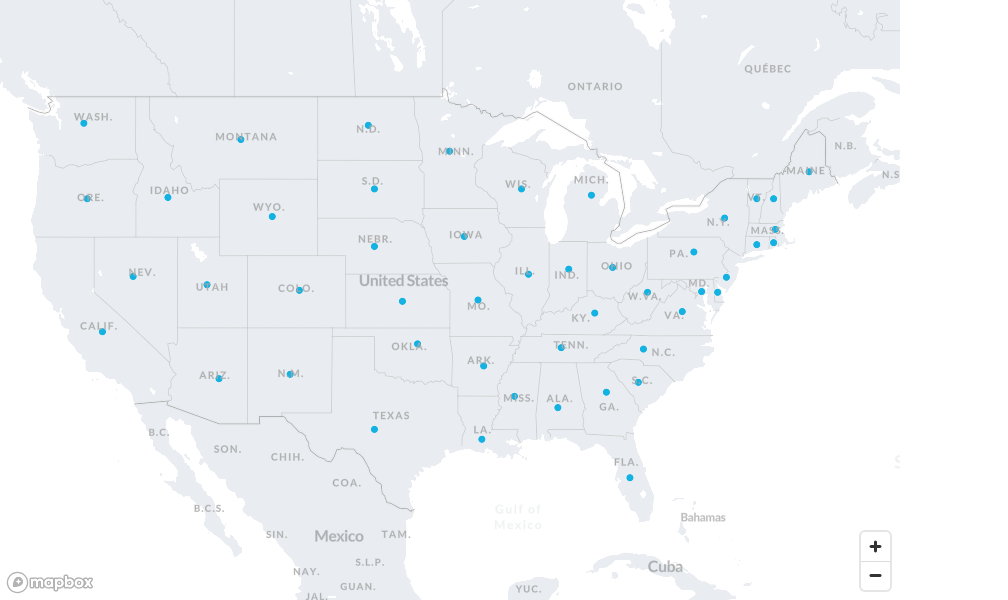 ONTARIO
QUÉBEC
WASH.
MONTANA
N.D.
MINN.
N.B.
MAINE
N.S
ORE.
IDAHO
S.D.
WIS.
MICH.
VT.
WYO.
N.Y.
MASS.
NEBR.
IOWA
PA.
NEV.
UTAH
COLO.
United States
ILL.
IND.
OHIO
MD.
W.VA.
MO.
KY.
VA.
CALIF.
OKLA.
ARK.
TENN.
N.C.
ARIZ.
N.M.
S.C.
MISS.
ALA.
GA.
TEXAS
LA.
B.C.
SON.
CHIH.
FLA.
COA.
B.C.S.
Gulf of
Mexico
Bahamas
SIN.
Mexico
TAM.
S.L.P.
NAY.
Cuba
GUAN.
YUC.
JAL.
mapbox
+
−